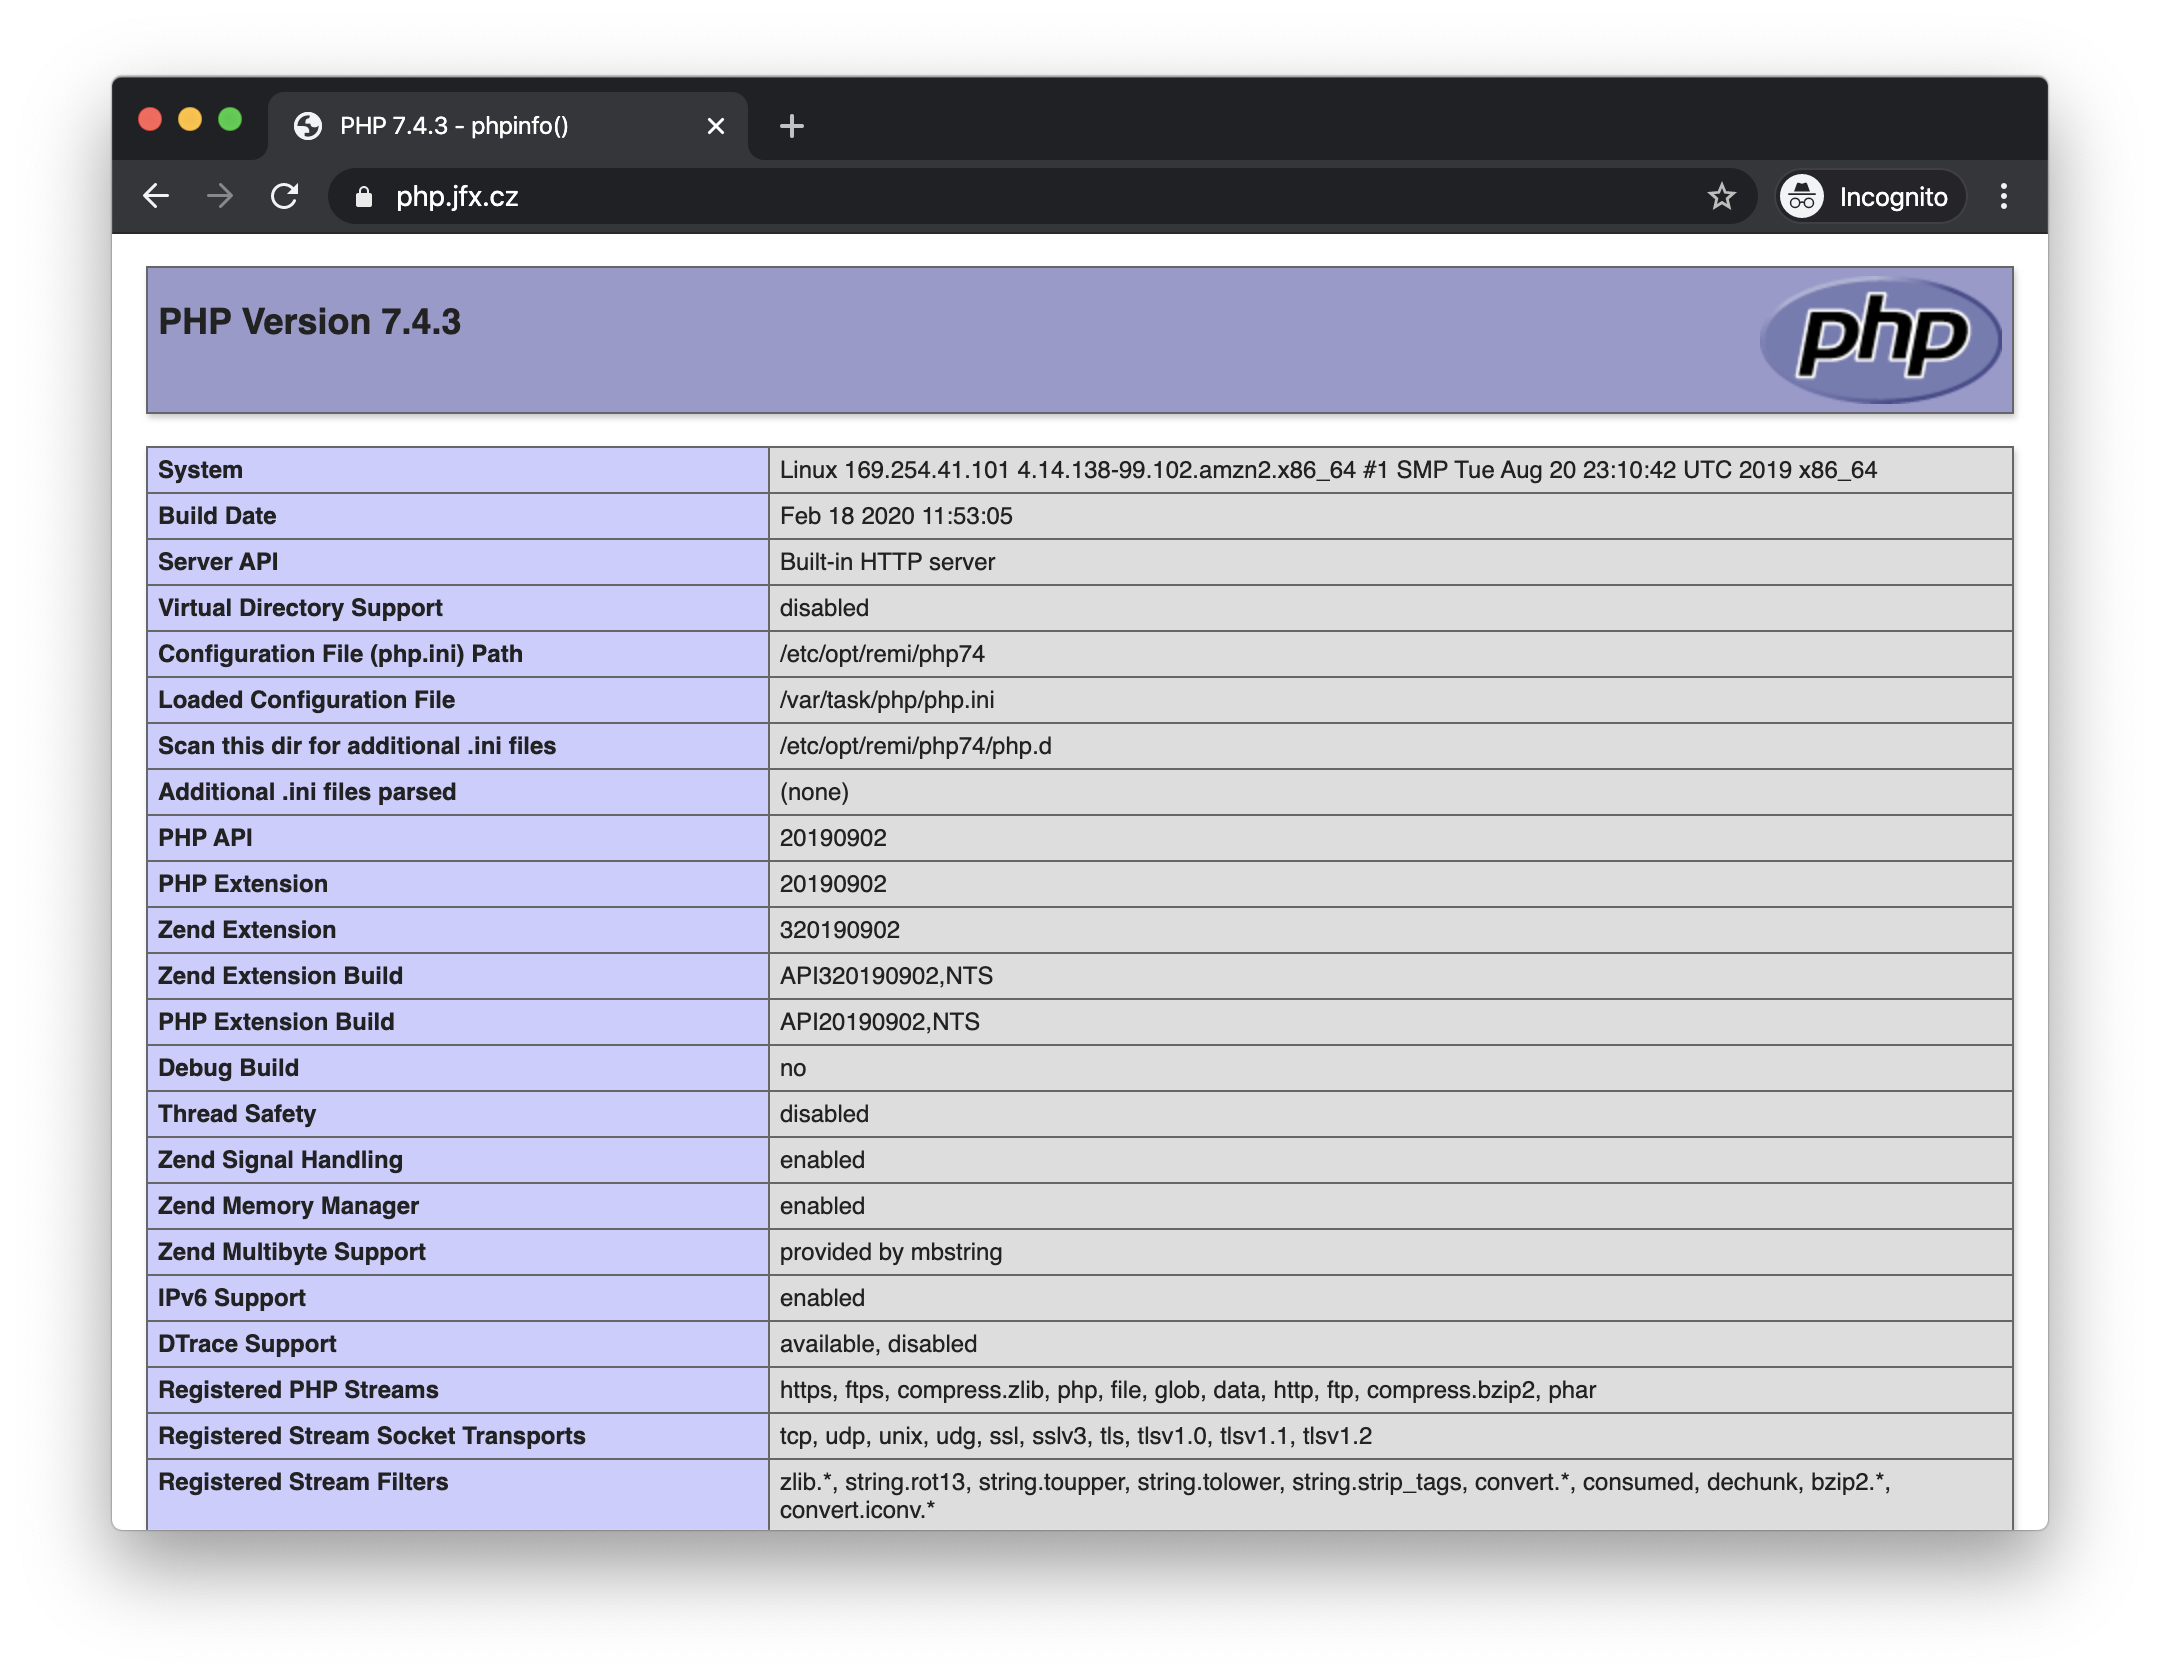 PHP 7.4.3 - phpinfo()
php.jfx.cz
Incognito
PHP Version 7.4.3
php
System Linux 169.254.41.101 4.14.138-99.102.amzn2.x86_64 #1 SMP Tue Aug 20 23:10:42 UTC 2019 x86_64
Build Date Feb 18 2020 11:53:05
Server API Built-in HTTP server
Virtual Directory Support disabled
Configuration File (php.ini) Path /etc/opt/remi/php74
Loaded Configuration File /var/task/php/php.ini
Scan this dir for additional .ini files /etc/opt/remi/php74/php.d
Additional .ini files parsed (none)
PHP API 20190902
PHP Extension 20190902
Zend Extension 320190902
Zend Extension Build API320190902,NTS
PHP Extension Build API20190902,NTS
Debug Build no
Thread Safety disabled
Zend Signal Handling enabled
Zend Memory Manager enabled
Zend Multibyte Support provided by mbstring
IPv6 Support enabled
DTrace Support available, disabled
Registered PHP Streams https, ftps, compress.zlib, php, file, glob, data, http, ftp, compress.bzip2, phar
Registered Stream Socket Transports tcp, udp, unix, udg, ssl, sslv3, tls, tlsv1.0, tlsv1.1, tlsv1.2
Registered Stream Filters zlib.*, string.rot13, string.toupper, string.tolower, string.strip_tags, convert.*, consumed, dechunk, bzip2.*,
convert.iconv.*